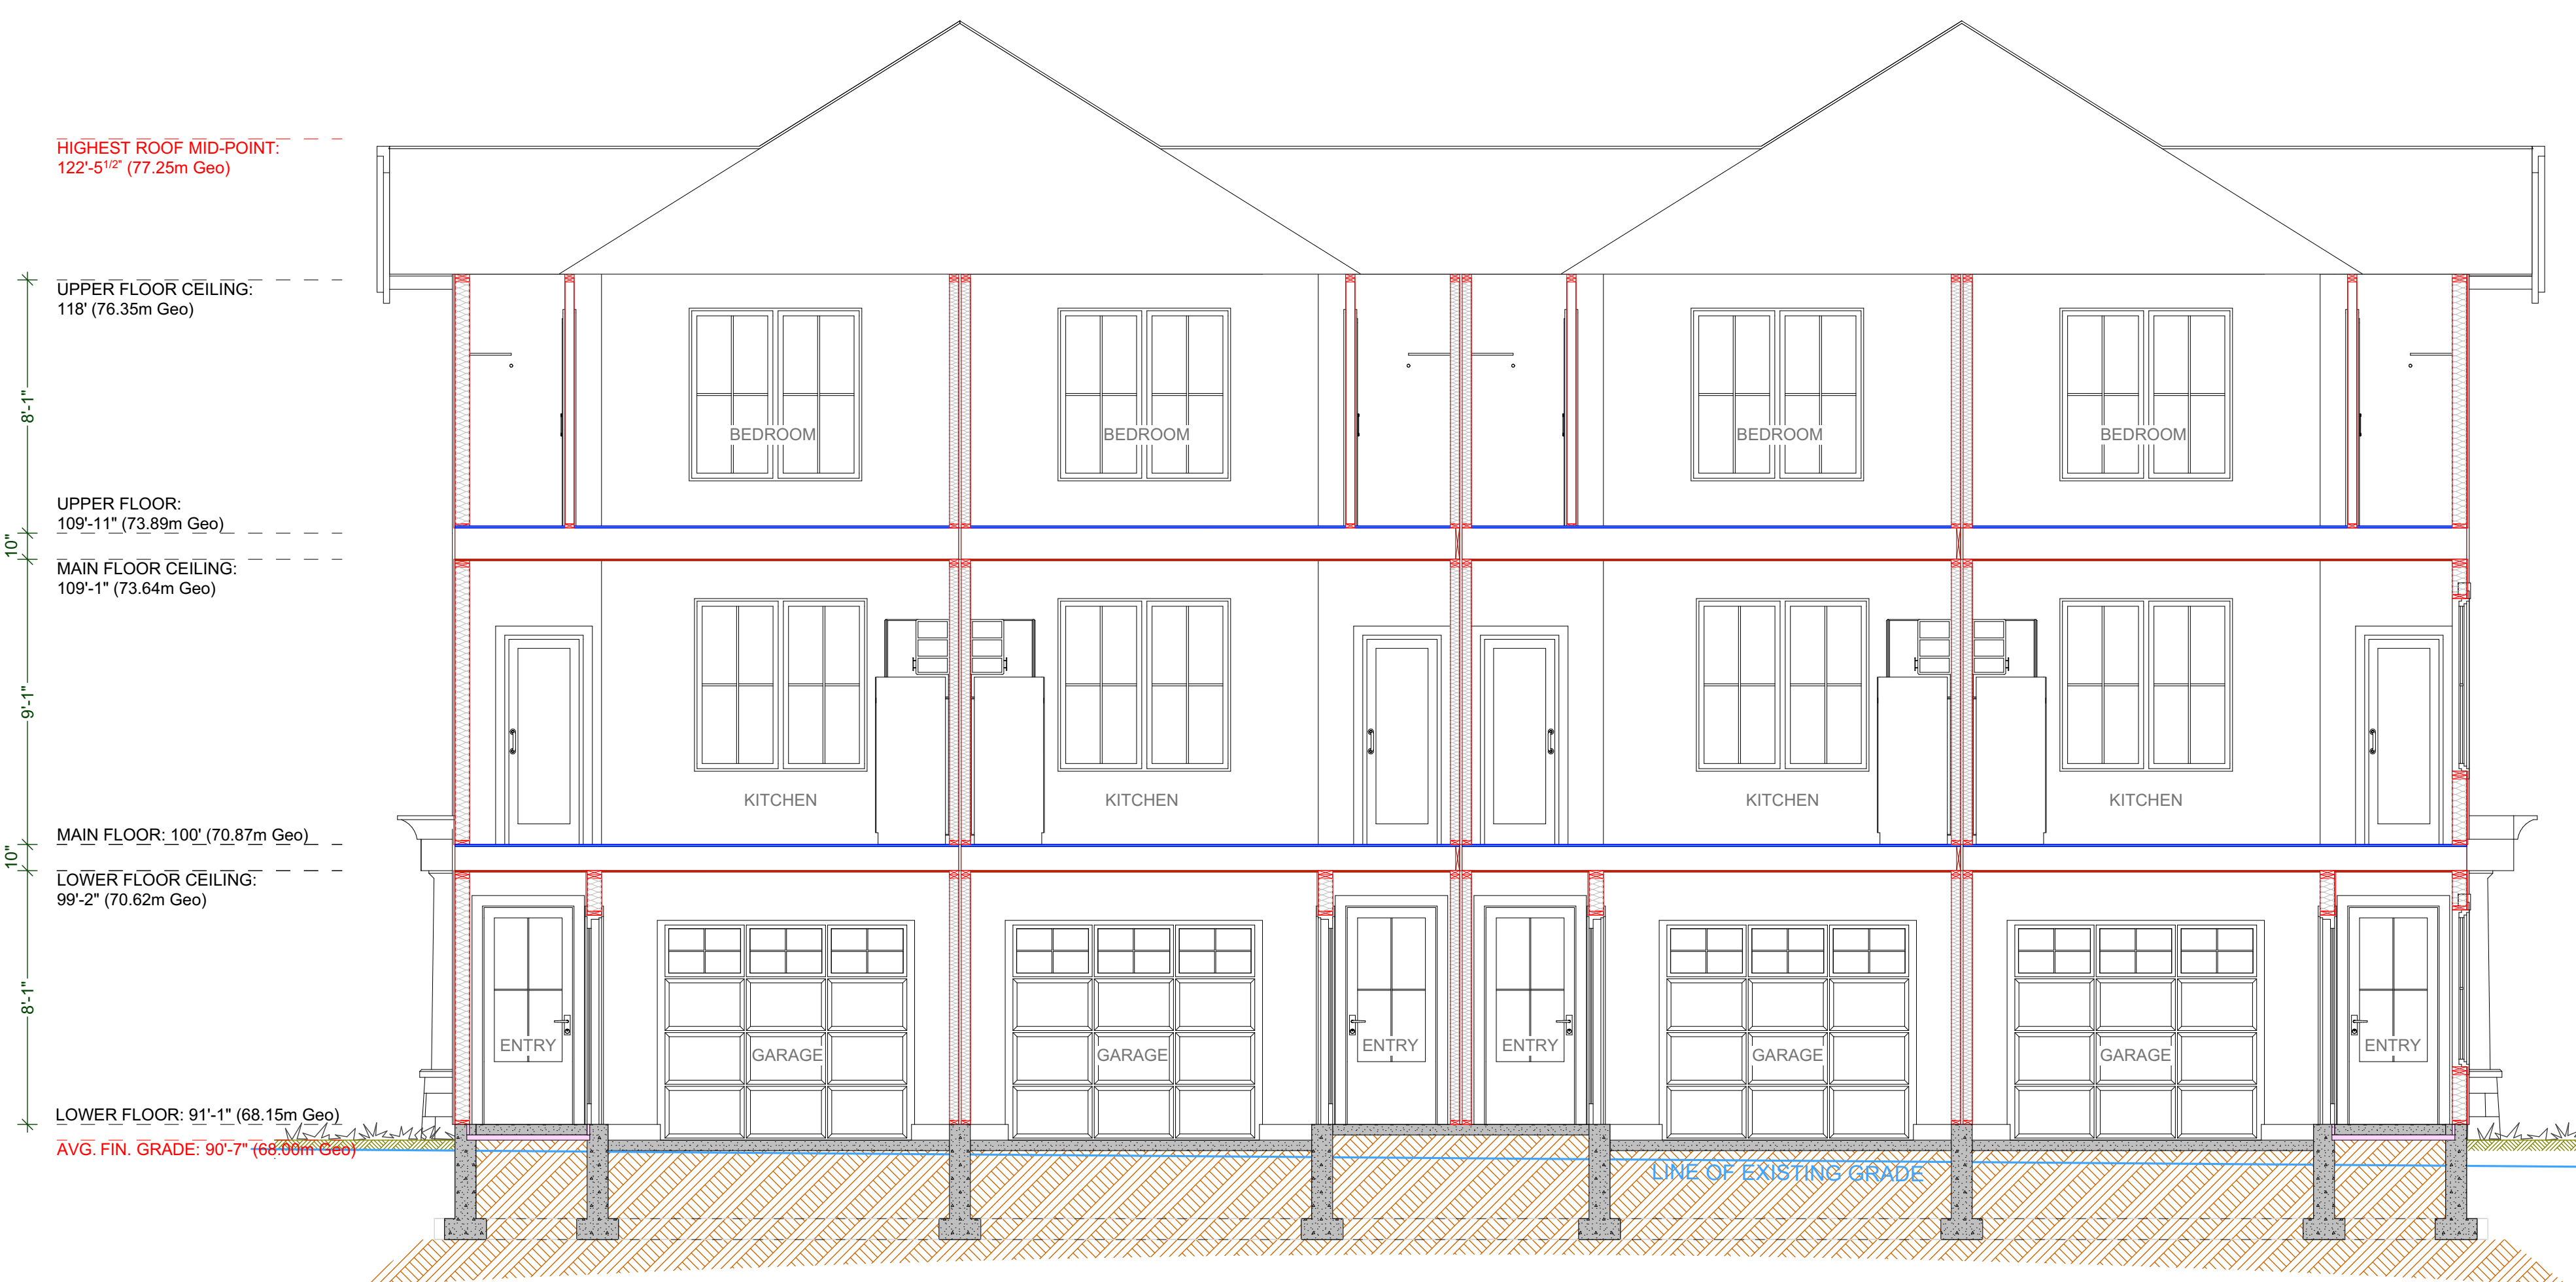 HIGHEST ROOF MID-POINT:
122'-5 1/2" (77.25m Geo)
UPPER FLOOR CEILING:
118' (76.35m Geo)
8'-1"
BEDROOM
BEDROOM
BEDROOM
BEDROOM
UPPER FLOOR:
109'-11" (73.89m Geo)
10"
MAIN FLOOR CEILING:
109'-1" (73.64m Geo)
9'-1"
KITCHEN
KITCHEN
KITCHEN
KITCHEN
MAIN FLOOR: 100' (70.87m Geo)
10"
LOWER FLOOR CEILING:
99'-2" (70.62m Geo)
8'-1"
ENTRY
GARAGE
GARAGE
ENTRY
ENTRY
GARAGE
GARAGE
ENTRY
LOWER FLOOR: 91'-1" (68.15m Geo)
AVG. FIN. GRADE: 90'-7" (68.00m Geo)
LINE OF EXISTING GRADE